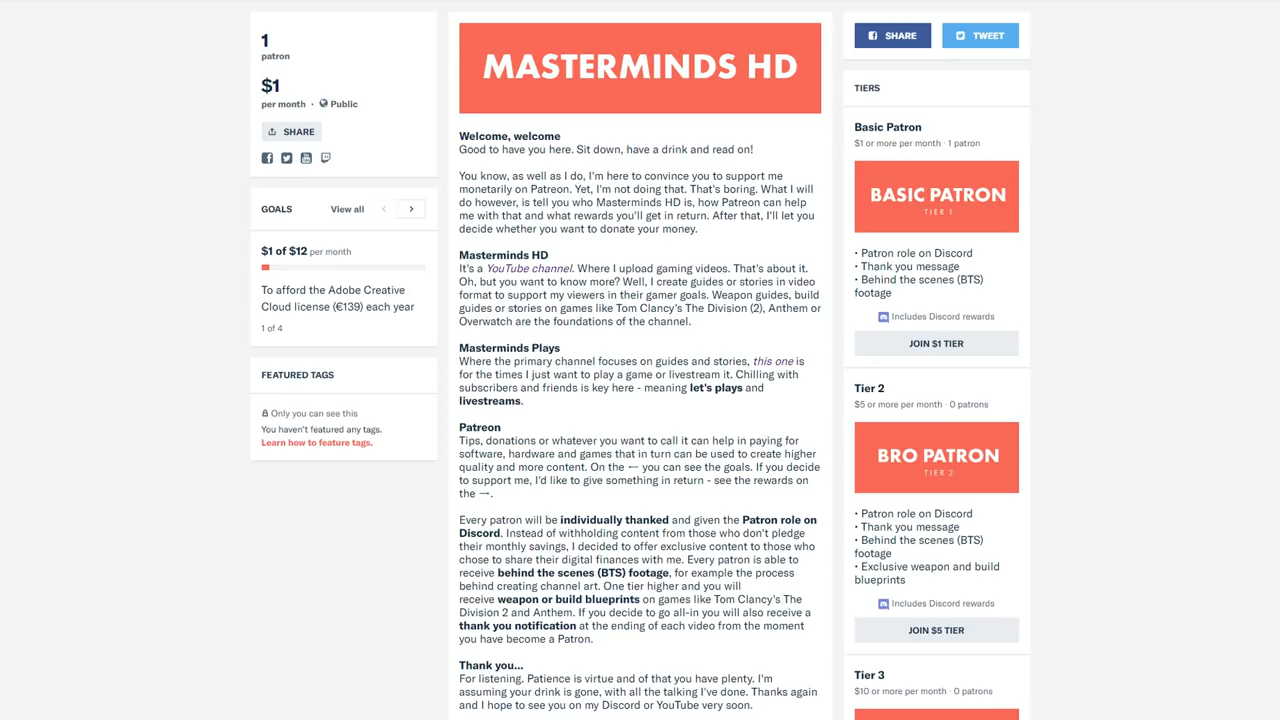 1
patron
$1
per month · Public
SHARE
GOALS View all
$1 of $12 per month
To afford the Adobe Creative
Cloud license (€139) each year
1 of 4
FEATURED TAGS
Only you can see this
You haven't featured any tags.
Learn how to feature tags.
MASTERMINDS HD
Welcome, welcome
Good to have you here. Sit down, have a drink and read on!
You know, as well as I do, I'm here to convince you to support me
monetarily on Patreon. Yet, I'm not doing that. That's boring. What I will
do however, is tell you who Masterminds HD is, how Patreon can help
me with that and what rewards you'll get in return. After that, I'll let you
decide whether you want to donate your money.
Masterminds HD
It's a YouTube channel. Where I upload gaming videos. That's about it.
Oh, but you want to know more? Well, I create guides or stories in video
format to support my viewers in their gamer goals. Weapon guides, build
guides or stories on games like Tom Clancy's The Division (2), Anthem or
Overwatch are the foundations of the channel.
Masterminds Plays
Where the primary channel focuses on guides and stories, this one is
for the times I just want to play a game or livestream it. Chilling with
subscribers and friends is key here - meaning let's plays and
livestreams.
Patreon
Tips, donations or whatever you want to call it can help in paying for
software, hardware and games that in turn can be used to create higher
quality and more content. On the ← you can see the goals. If you decide
to support me, I'd like to give something in return - see the rewards on
the →.
Every patron will be individually thanked and given the Patron role on
Discord. Instead of withholding content from those who don't pledge
their monthly savings, I decided to offer exclusive content to those who
chose to share their digital finances with me. Every patron is able to
receive behind the scenes (BTS) footage, for example the process
behind creating channel art. One tier higher and you will
receive weapon or build blueprints on games like Tom Clancy's The
Division 2 and Anthem. If you decide to go all-in you will also receive a
thank you notification at the ending of each video from the moment
you have become a Patron.
Thank you...
For listening. Patience is virtue and of that you have plenty. I'm
assuming your drink is gone, with all the talking I've done. Thanks again
and I hope to see you on my Discord or YouTube very soon.
SHARE TWEET
TIERS
Basic Patron
$1 or more per month · 1 patron
BASIC PATRON
TIER 1
• Patron role on Discord
• Thank you message
• Behind the scenes (BTS)
footage
Includes Discord rewards
JOIN $1 TIER
Tier 2
$5 or more per month · 0 patrons
BRO PATRON
TIER 2
• Patron role on Discord
• Thank you message
• Behind the scenes (BTS)
footage
• Exclusive weapon and build
blueprints
Includes Discord rewards
JOIN $5 TIER
Tier 3
$10 or more per month · 0 patrons